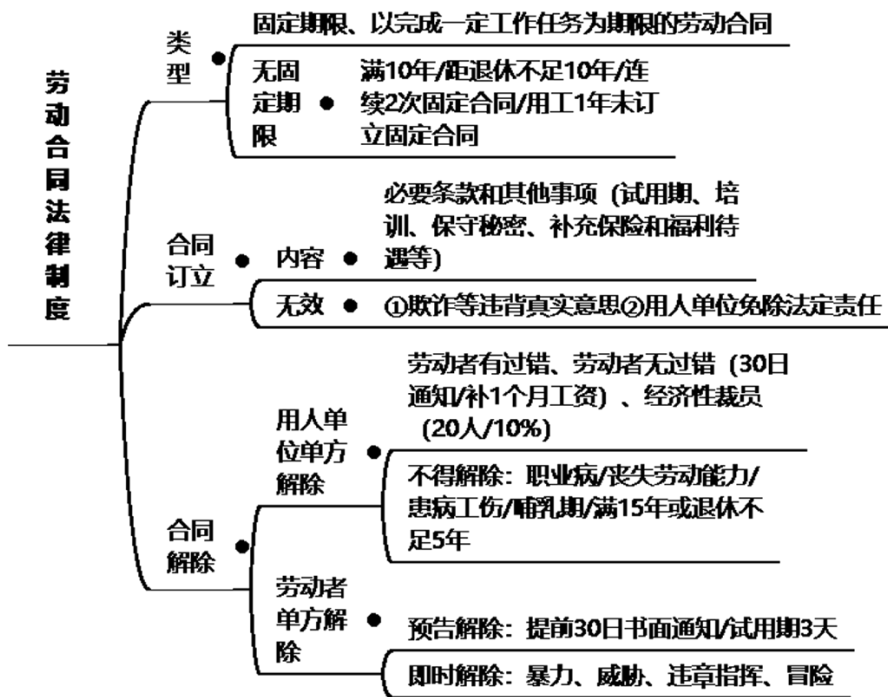 劳动合同法律制度
类型
固定期限、以完成一定工作任务为期限的劳动合同
无固定期限
满10年/距退休不足10年/连
续2次固定合同/用工1年未订
立固定合同
合同订立
内容
必要条款和其他事项（试用期、培
训、保守秘密、补充保险和福利待
遇等）
无效
①欺诈等违背真实意思②用人单位免除法定责任
合同解除
用人单位单方解除
劳动者有过错、劳动者无过错（30日
通知/补1个月工资）、经济性裁员
（20人/10%）
不得解除：职业病/丧失劳动能力/
患病工伤/哺乳期/满15年或退休不
足5年
劳动者单方解除
预告解除：提前30日书面通知/试用期3天
即时解除：暴力、威胁、违章指挥、冒险